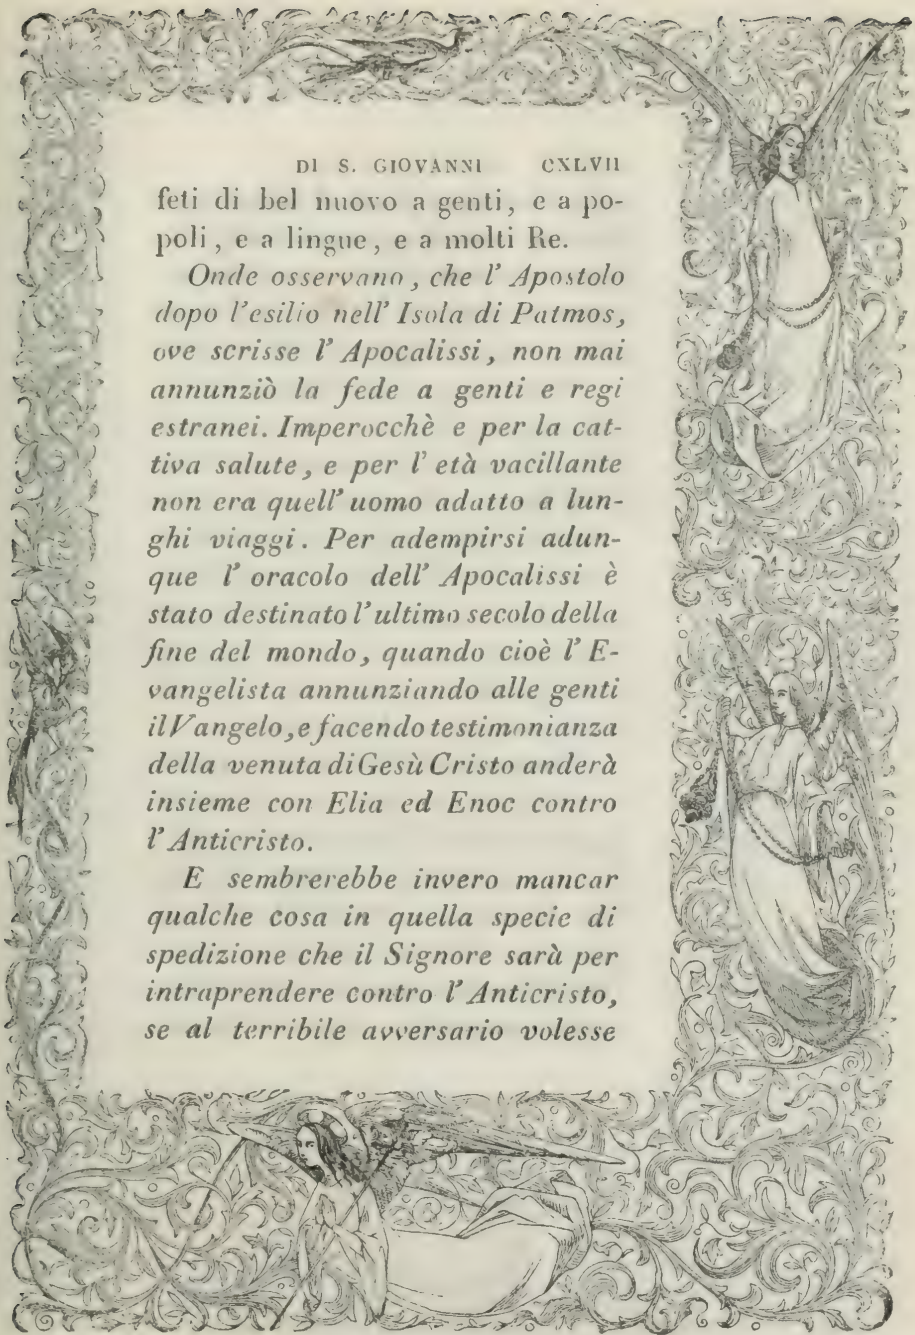 DI S. GIOVANNI CXLVII
feti di bel nuovo a genti, e a po-
poli, e a lingue, e a molti Re.
Onde osservano, che l'Apostolo
dopo l'esilio nell'Isola di Patmos,
ove scrisse l'Apocalissi, non mai
annunziò la fede a genti e regi
estranei. Imperocchè e per la cat-
tiva salute, e per l'età vacillante
non era quell'uomo adatto a lun-
ghi viaggi. Per adempirsi adun-
que l'oracolo dell'Apocalissi è
stato destinato l'ultimo secolo della
fine del mondo, quando cioè l'E-
vangelista annunziando alle genti
il Vangelo, e facendo testimonianza
della venuta di Gesù Cristo anderà
insieme con Elia ed Enoc contro
l'Anticristo.
E sembrerebbe invero mancar
qualche cosa in quella specie di
spedizione che il Signore sarà per
intraprendere contro l'Anticristo,
se al terribile avversario volesse